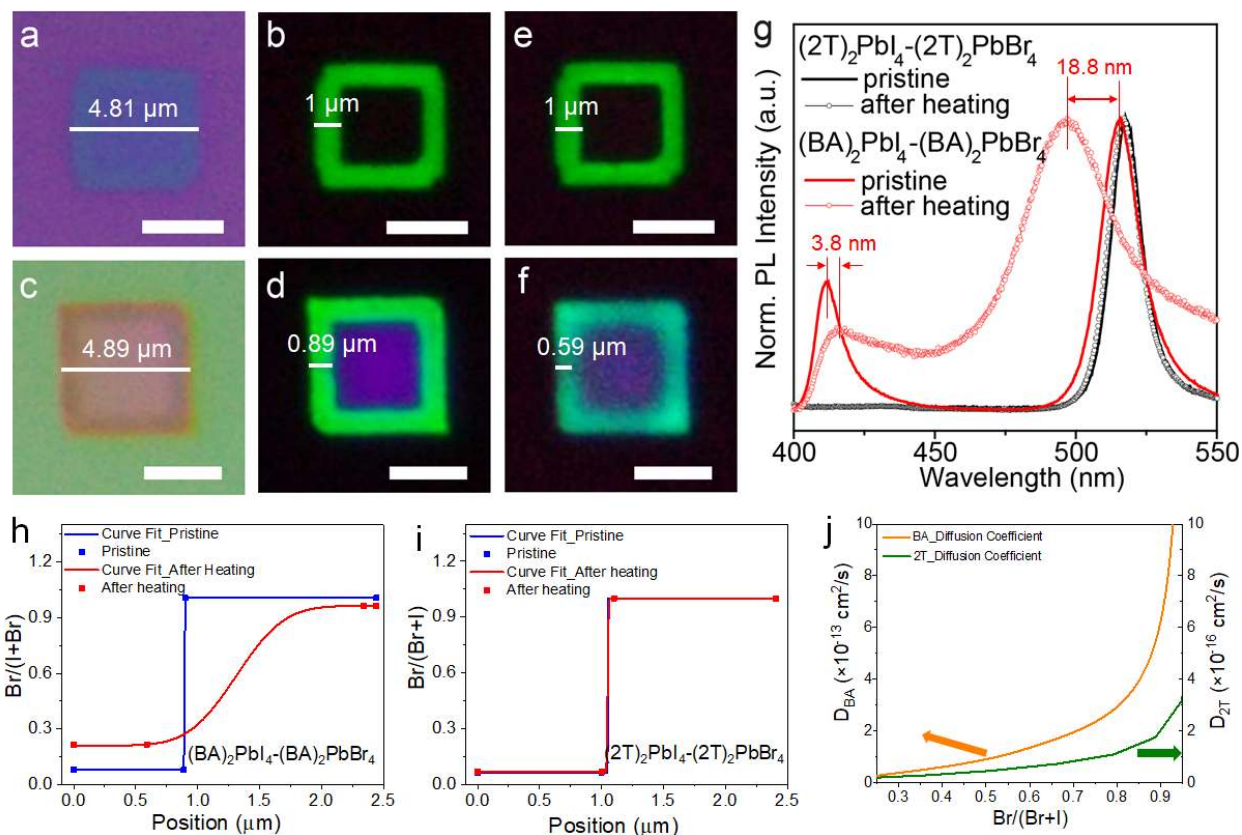 a
4.81 μm
b
1 μm
e
1 μm
c
4.89 μm
d
0.89 μm
f
0.59 μm
g
(2T)₂PbI₄-(2T)₂PbBr₄
pristine
after heating
(BA)₂PbI₄-(BA)₂PbBr₄
pristine
after heating
18.8 nm
3.8 nm
Norm. PL Intensity (a.u.)
400 450 500 550
Wavelength (nm)
h
Curve Fit_Pristine
Pristine
Curve Fit_After Heating
After heating
Br/(I+Br)
1.2
0.9
0.6
0.3
0.0
(BA)₂PbI₄-(BA)₂PbBr₄
0.0 0.5 1.0 1.5 2.0 2.5
Position (μm)
i
Curve Fit_Pristine
Pristine
Curve Fit_After heating
After heating
Br/(Br+I)
1.2
0.9
0.6
0.3
0.0
(2T)₂PbI₄-(2T)₂PbBr₄
0.0 0.5 1.0 1.5 2.0 2.5
Position (μm)
j
BA_Diffusion Coefficient
2T_Diffusion Coefficient
D_BA (×10⁻¹³ cm²/s)
10
8
6
4
2
0
D_2T (×10⁻¹⁶ cm²/s)
10
8
6
4
2
0
0.3 0.4 0.5 0.6 0.7 0.8 0.9
Br/(Br+I)